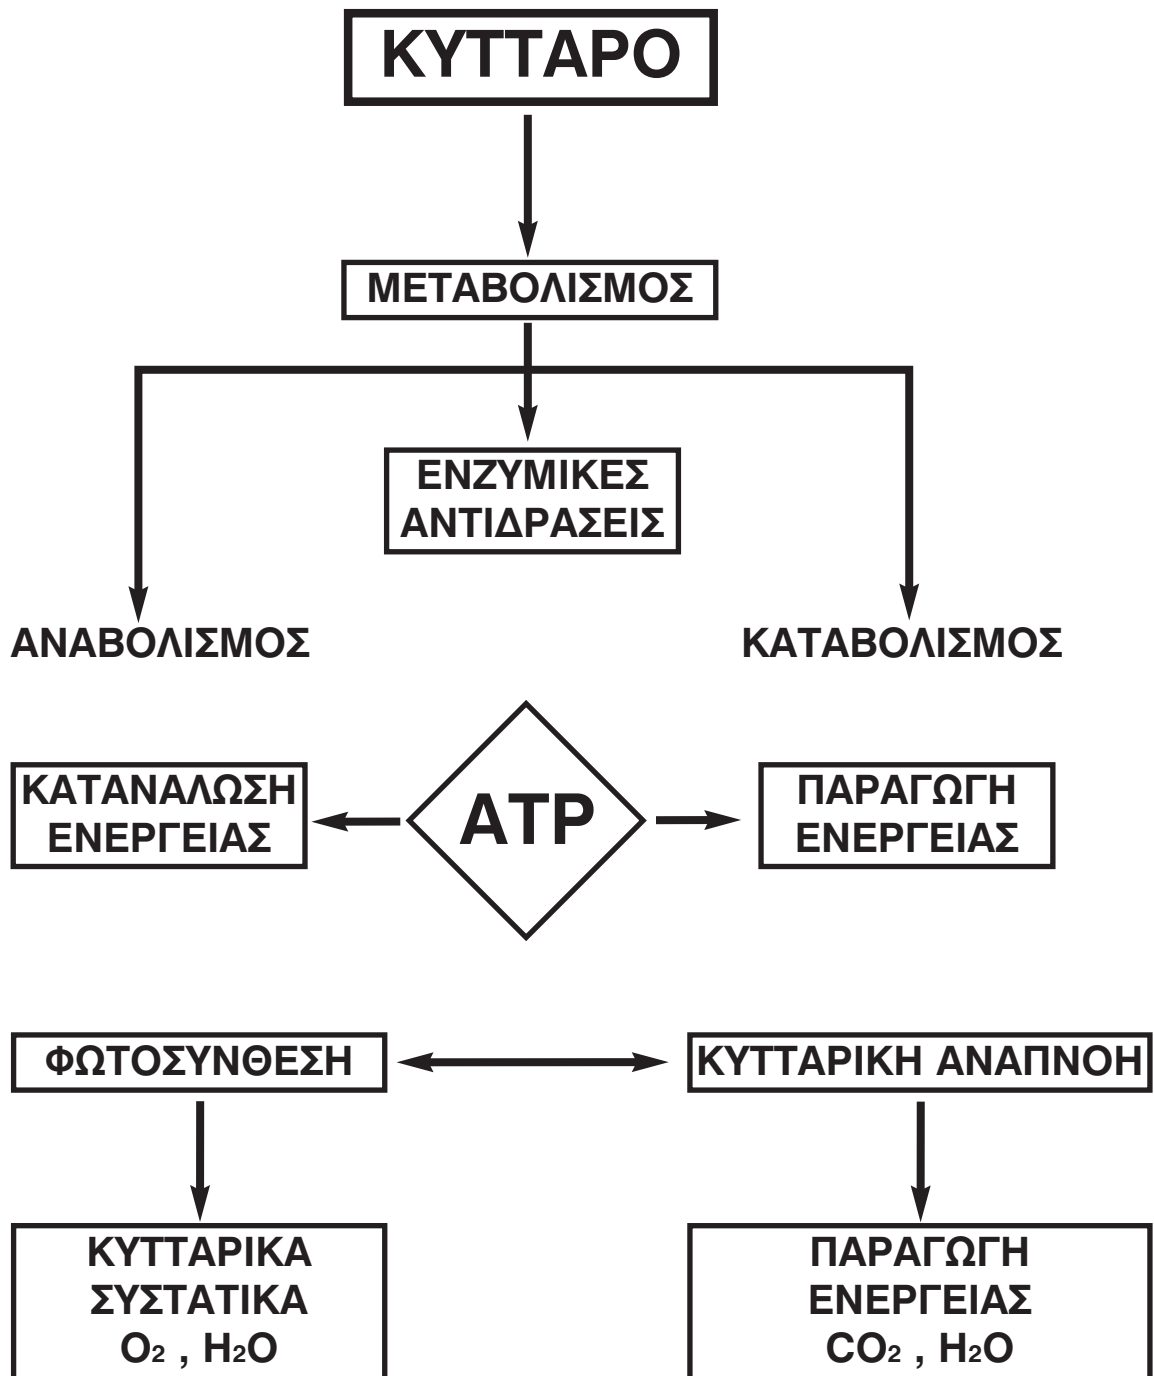 ΚΥΤΤΑΡΟ
ΜΕΤΑΒΟΛΙΣΜΟΣ
ΕΝΖΥΜΙΚΕΣ
ΑΝΤΙΔΡΑΣΕΙΣ
ΑΝΑΒΟΛΙΣΜΟΣ
ΚΑΤΑΒΟΛΙΣΜΟΣ
ΚΑΤΑΝΑΛΩΣΗ
ΕΝΕΡΓΕΙΑΣ
ATP
ΠΑΡΑΓΩΓΗ
ΕΝΕΡΓΕΙΑΣ
ΦΩΤΟΣΥΝΘΕΣΗ
ΚΥΤΤΑΡΙΚΗ ΑΝΑΠΝΟΗ
ΚΥΤΤΑΡΙΚΑ
ΣΥΣΤΑΤΙΚΑ
O₂ , H₂O
ΠΑΡΑΓΩΓΗ
ΕΝΕΡΓΕΙΑΣ
CO₂ , H₂O